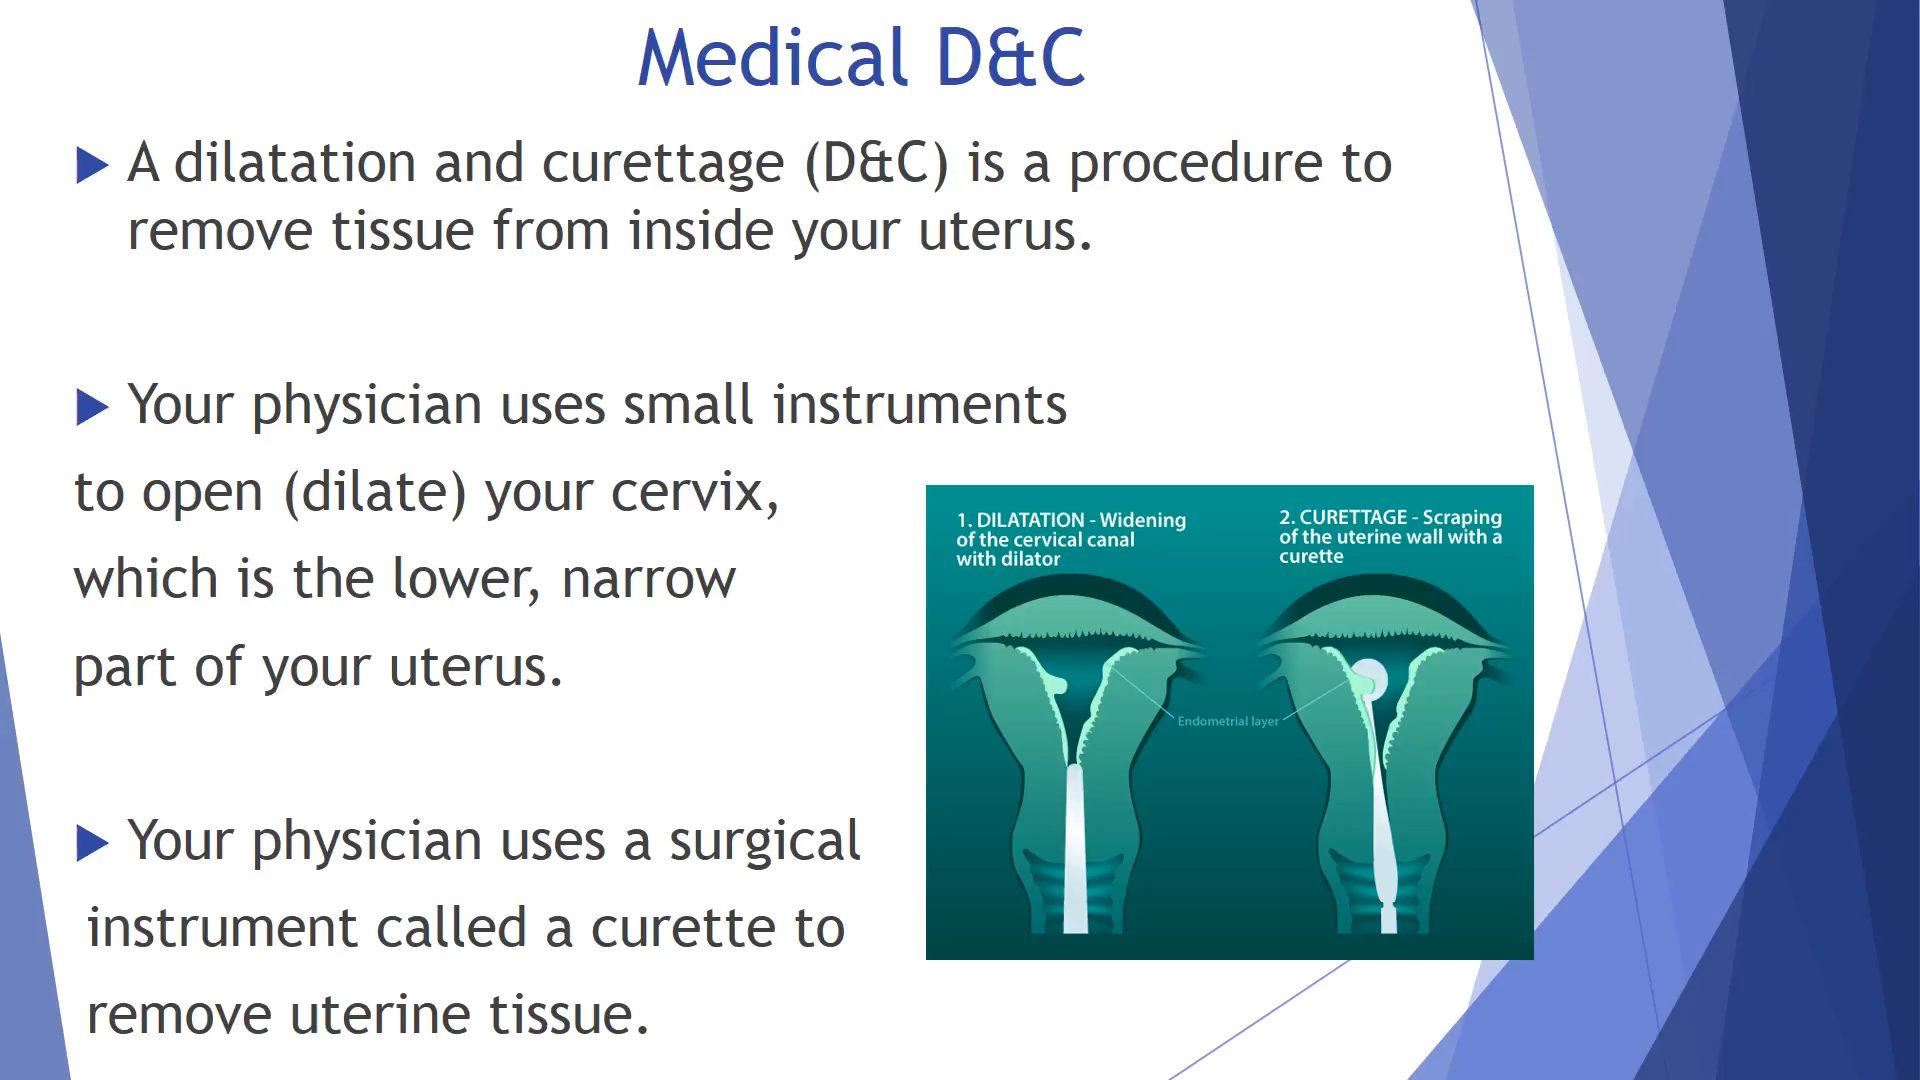 Medical D&C
A dilatation and curettage (D&C) is a procedure to
remove tissue from inside your uterus.
Your physician uses small instruments
to open (dilate) your cervix,
which is the lower, narrow
part of your uterus.
Your physician uses a surgical
instrument called a curette to
remove uterine tissue.
1. DILATATION - Widening
of the cervical canal
with dilator
2. CURETTAGE - Scraping
of the uterine wall with a
curette
Endometrial layer